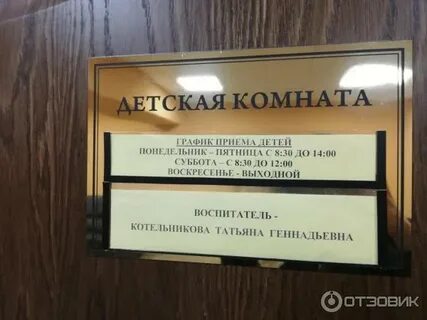 ДЕТСКАЯ КОМНАТА
ГРАФИК ПРИЕМА ДЕТЕЙ
ПОНЕДЕЛЬНИК – ПЯТНИЦА С 8:30 ДО 14:00
СУББОТА – С 8:30 ДО 12:00
ВОСКРЕСЕНЬЕ - ВЫХОДНОЙ
ВОСПИТАТЕЛЬ -
КОТЕЛЬНИКОВА ТАТЬЯНА ГЕННАДЬЕВНА
ОТЗОВИК